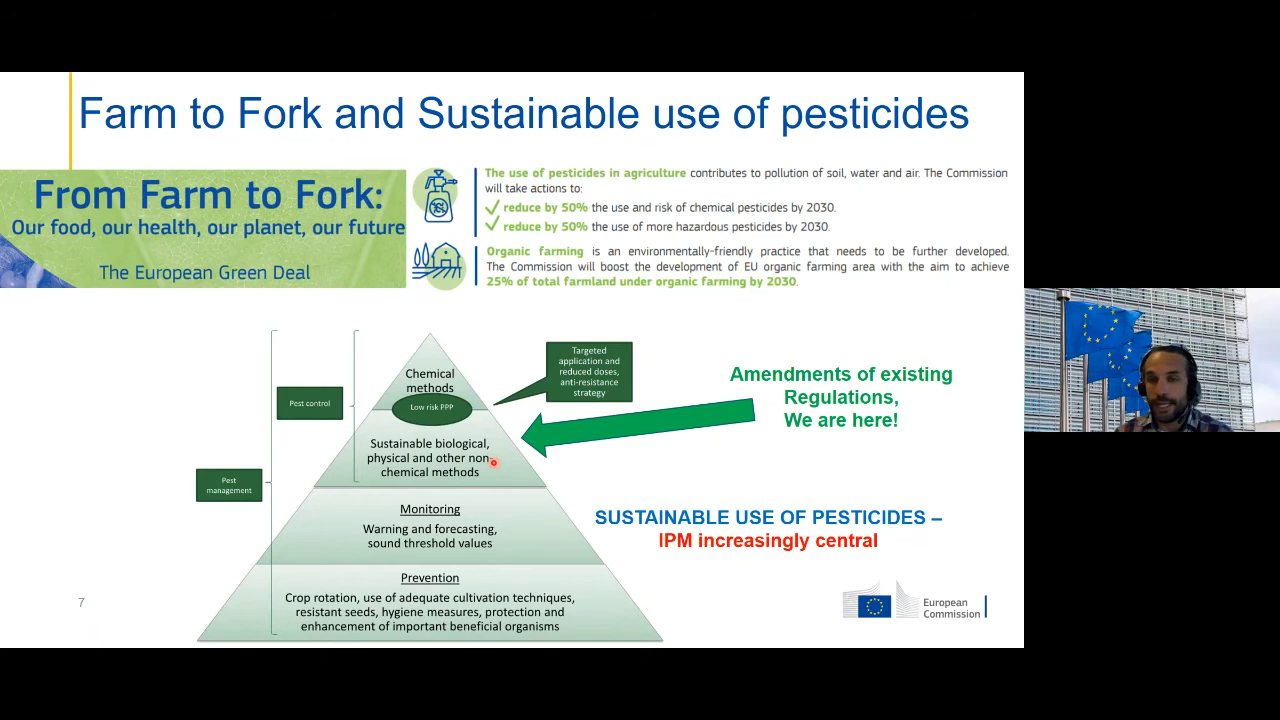 Farm to Fork and Sustainable use of pesticides
From Farm to Fork:
Our food, our health, our planet, our future
The European Green Deal
The use of pesticides in agriculture contributes to pollution of soil, water and air. The Commission
will take actions to:
reduce by 50% the use and risk of chemical pesticides by 2030.
reduce by 50% the use of more hazardous pesticides by 2030.
Organic farming is an environmentally-friendly practice that needs to be further developed.
The Commission will boost the development of EU organic farming area with the aim to achieve
25% of total farmland under organic farming by 2030.
Chemical
methods
Low risk PPP
Targeted
application and
reduced doses,
anti-resistance
strategy
Pest control
Sustainable biological,
physical and other non-
chemical methods
Pest
management
Monitoring
Warning and forecasting,
sound threshold values
Prevention
Crop rotation, use of adequate cultivation techniques,
resistant seeds, hygiene measures, protection and
enhancement of important beneficial organisms
Amendments of existing
Regulations,
We are here!
SUSTAINABLE USE OF PESTICIDES –
IPM increasingly central
7
European
Commission